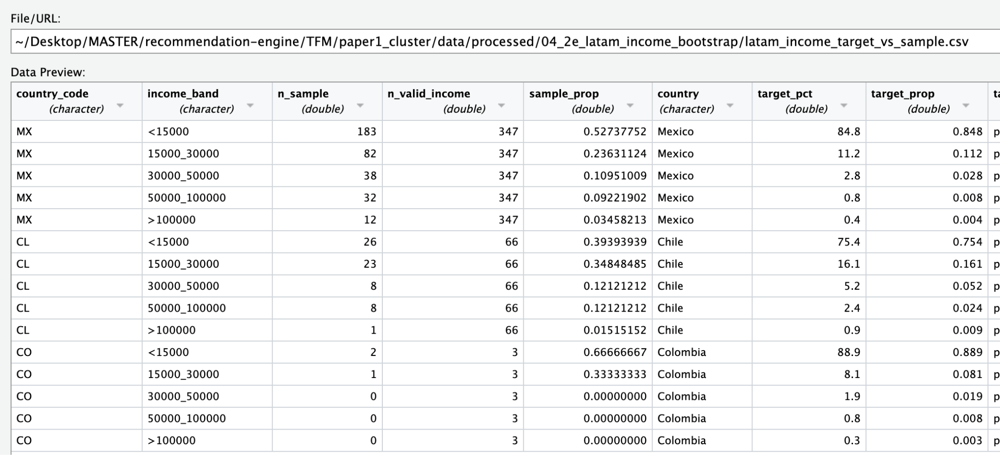 File/URL:
~/Desktop/MASTER/recommendation-engine/TFM/paper1_cluster/data/processed/04_2e_latam_income_bootstrap/latam_income_target_vs_sample.csv
Data Preview:
country_code income_band n_sample n_valid_income sample_prop country target_pct target_prop
(character) (character) (double) (double) (double) (character) (double) (double)
MX <15000 183 347 0.52737752 Mexico 84.8 0.848
MX 15000_30000 82 347 0.23631124 Mexico 11.2 0.112
MX 30000_50000 38 347 0.10951009 Mexico 2.8 0.028
MX 50000_100000 32 347 0.09221902 Mexico 0.8 0.008
MX >100000 12 347 0.03458213 Mexico 0.4 0.004
CL <15000 26 66 0.39393939 Chile 75.4 0.754
CL 15000_30000 23 66 0.34848485 Chile 16.1 0.161
CL 30000_50000 8 66 0.12121212 Chile 5.2 0.052
CL 50000_100000 8 66 0.12121212 Chile 2.4 0.024
CL >100000 1 66 0.01515152 Chile 0.9 0.009
CO <15000 2 3 0.66666667 Colombia 88.9 0.889
CO 15000_30000 1 3 0.33333333 Colombia 8.1 0.081
CO 30000_50000 0 3 0.00000000 Colombia 1.9 0.019
CO 50000_100000 0 3 0.00000000 Colombia 0.8 0.008
CO >100000 0 3 0.00000000 Colombia 0.3 0.003